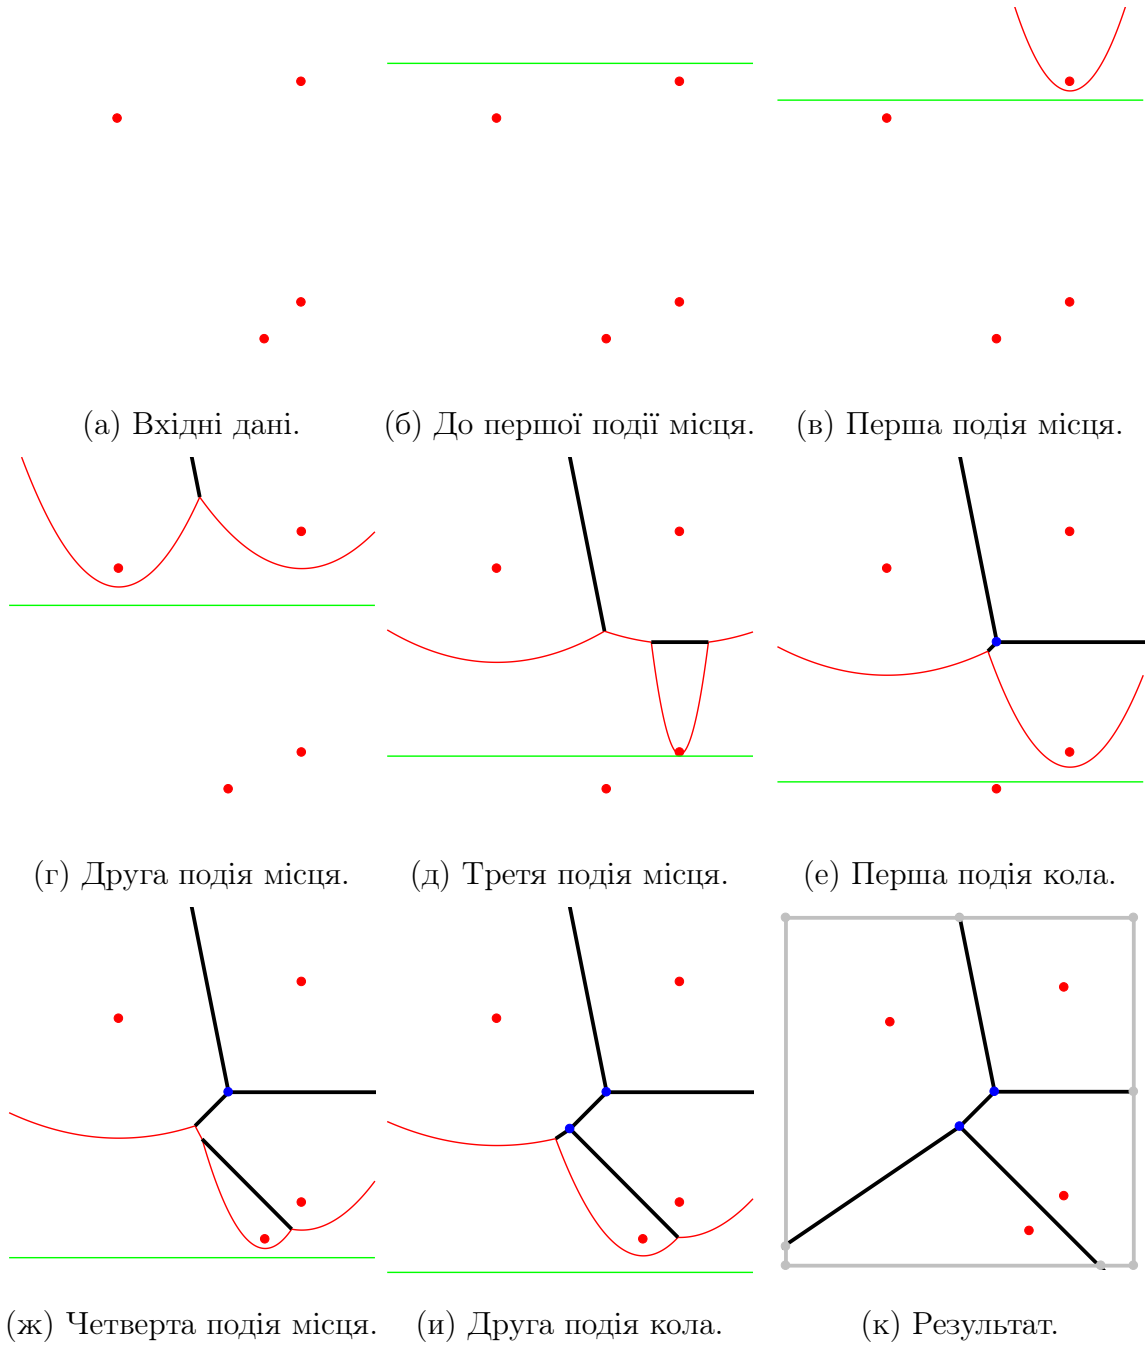 (а) Вхідні дані.
(б) До першої події місця.
(в) Перша подія місця.
(г) Друга подія місця.
(д) Третя подія місця.
(е) Перша подія кола.
(ж) Четверта подія місця.
(и) Друга подія кола.
(к) Результат.